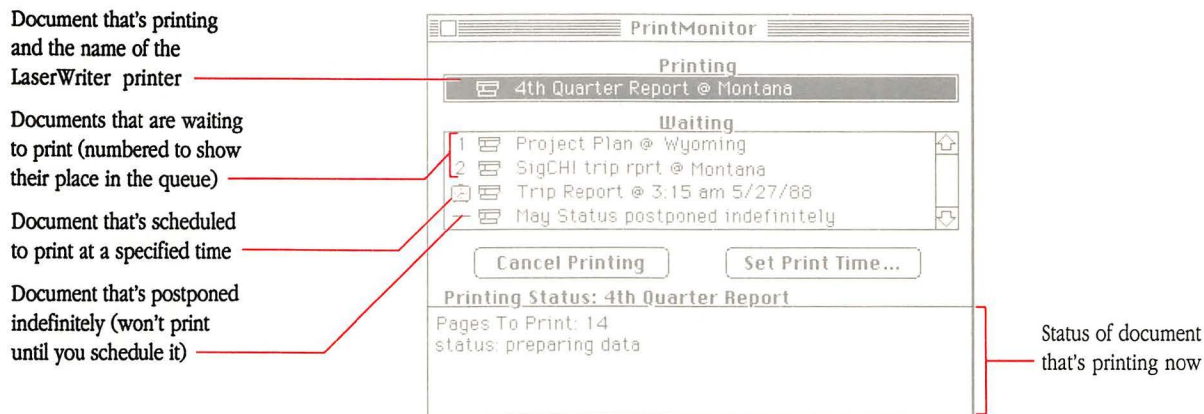 Document that's printing
and the name of the
LaserWriter printer
Documents that are waiting
to print (numbered to show
their place in the queue)
Document that's scheduled
to print at a specified time
Document that's postponed
indefinitely (won't print
until you schedule it)
PrintMonitor
Printing
4th Quarter Report @ Montana
Waiting
1 Project Plan @ Wyoming
2 SigCHI trip rprt @ Montana
Trip Report @ 3:15 am 5/27/88
— May Status postponed indefinitely
Cancel Printing
Set Print Time...
Printing Status: 4th Quarter Report
Pages To Print: 14
status: preparing data
Status of document
that's printing now